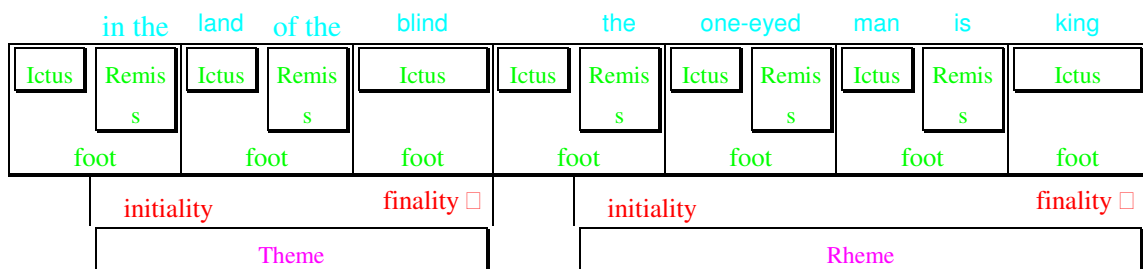 in the land of the blind the one-eyed man is king
Ictus Remis Ictus Remis Ictus Ictus Remis Ictus Remis Ictus Remis Ictus
s s s s s
foot foot foot foot foot foot foot
initiality finality □ initiality finality □
Theme Rheme